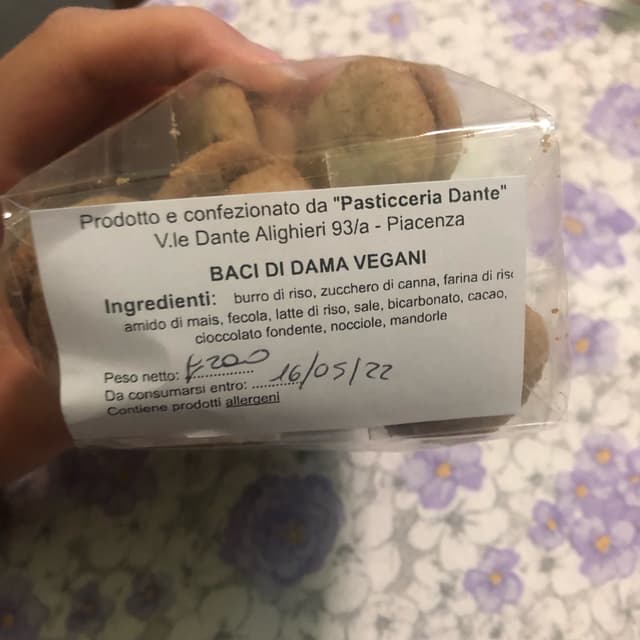 Prodotto e confezionato da "Pasticceria Dante"
V.le Dante Alighieri 93/a - Piacenza
BACI DI DAMA VEGANI
Ingredienti: burro di riso, zucchero di canna, farina di riso
amido di mais, fecola, latte di riso, sale, bicarbonato, cacao,
cioccolato fondente, nocciole, mandorle
Peso netto: 200
Da consumarsi entro: 16/05/22
Contiene prodotti allergeni